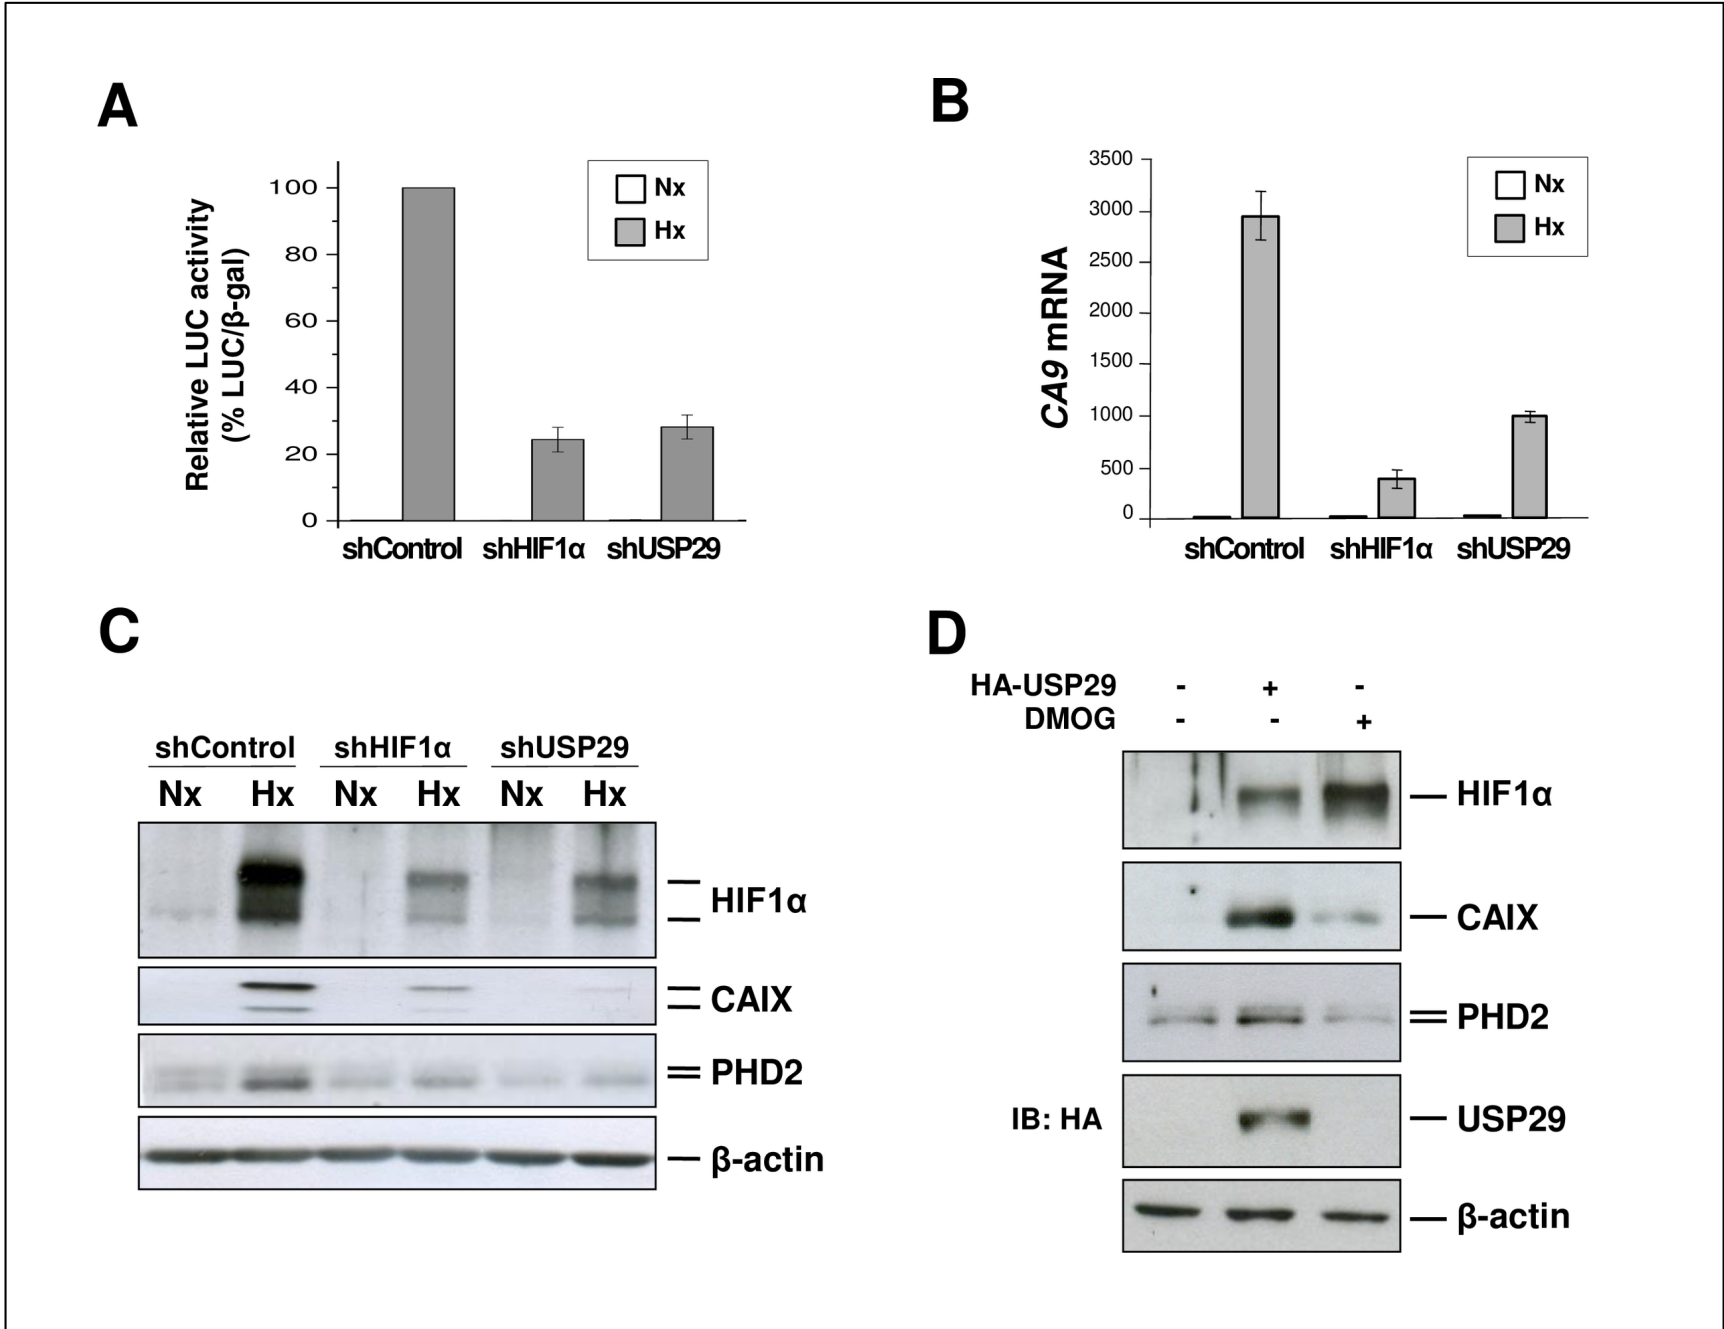 A
Relative LUC activity
(% LUC/β-gal)
100
80
60
40
20
0
Nx
Hx
shControl shHIF1α shUSP29
B
CA9 mRNA
3500
3000
2500
2000
1500
1000
500
0
Nx
Hx
shControl shHIF1α shUSP29
C
shControl shHIF1α shUSP29
Nx Hx Nx Hx Nx Hx
HIF1α
CAIX
PHD2
β-actin
D
HA-USP29 - + -
DMOG - - +
HIF1α
CAIX
PHD2
IB: HA USP29
β-actin